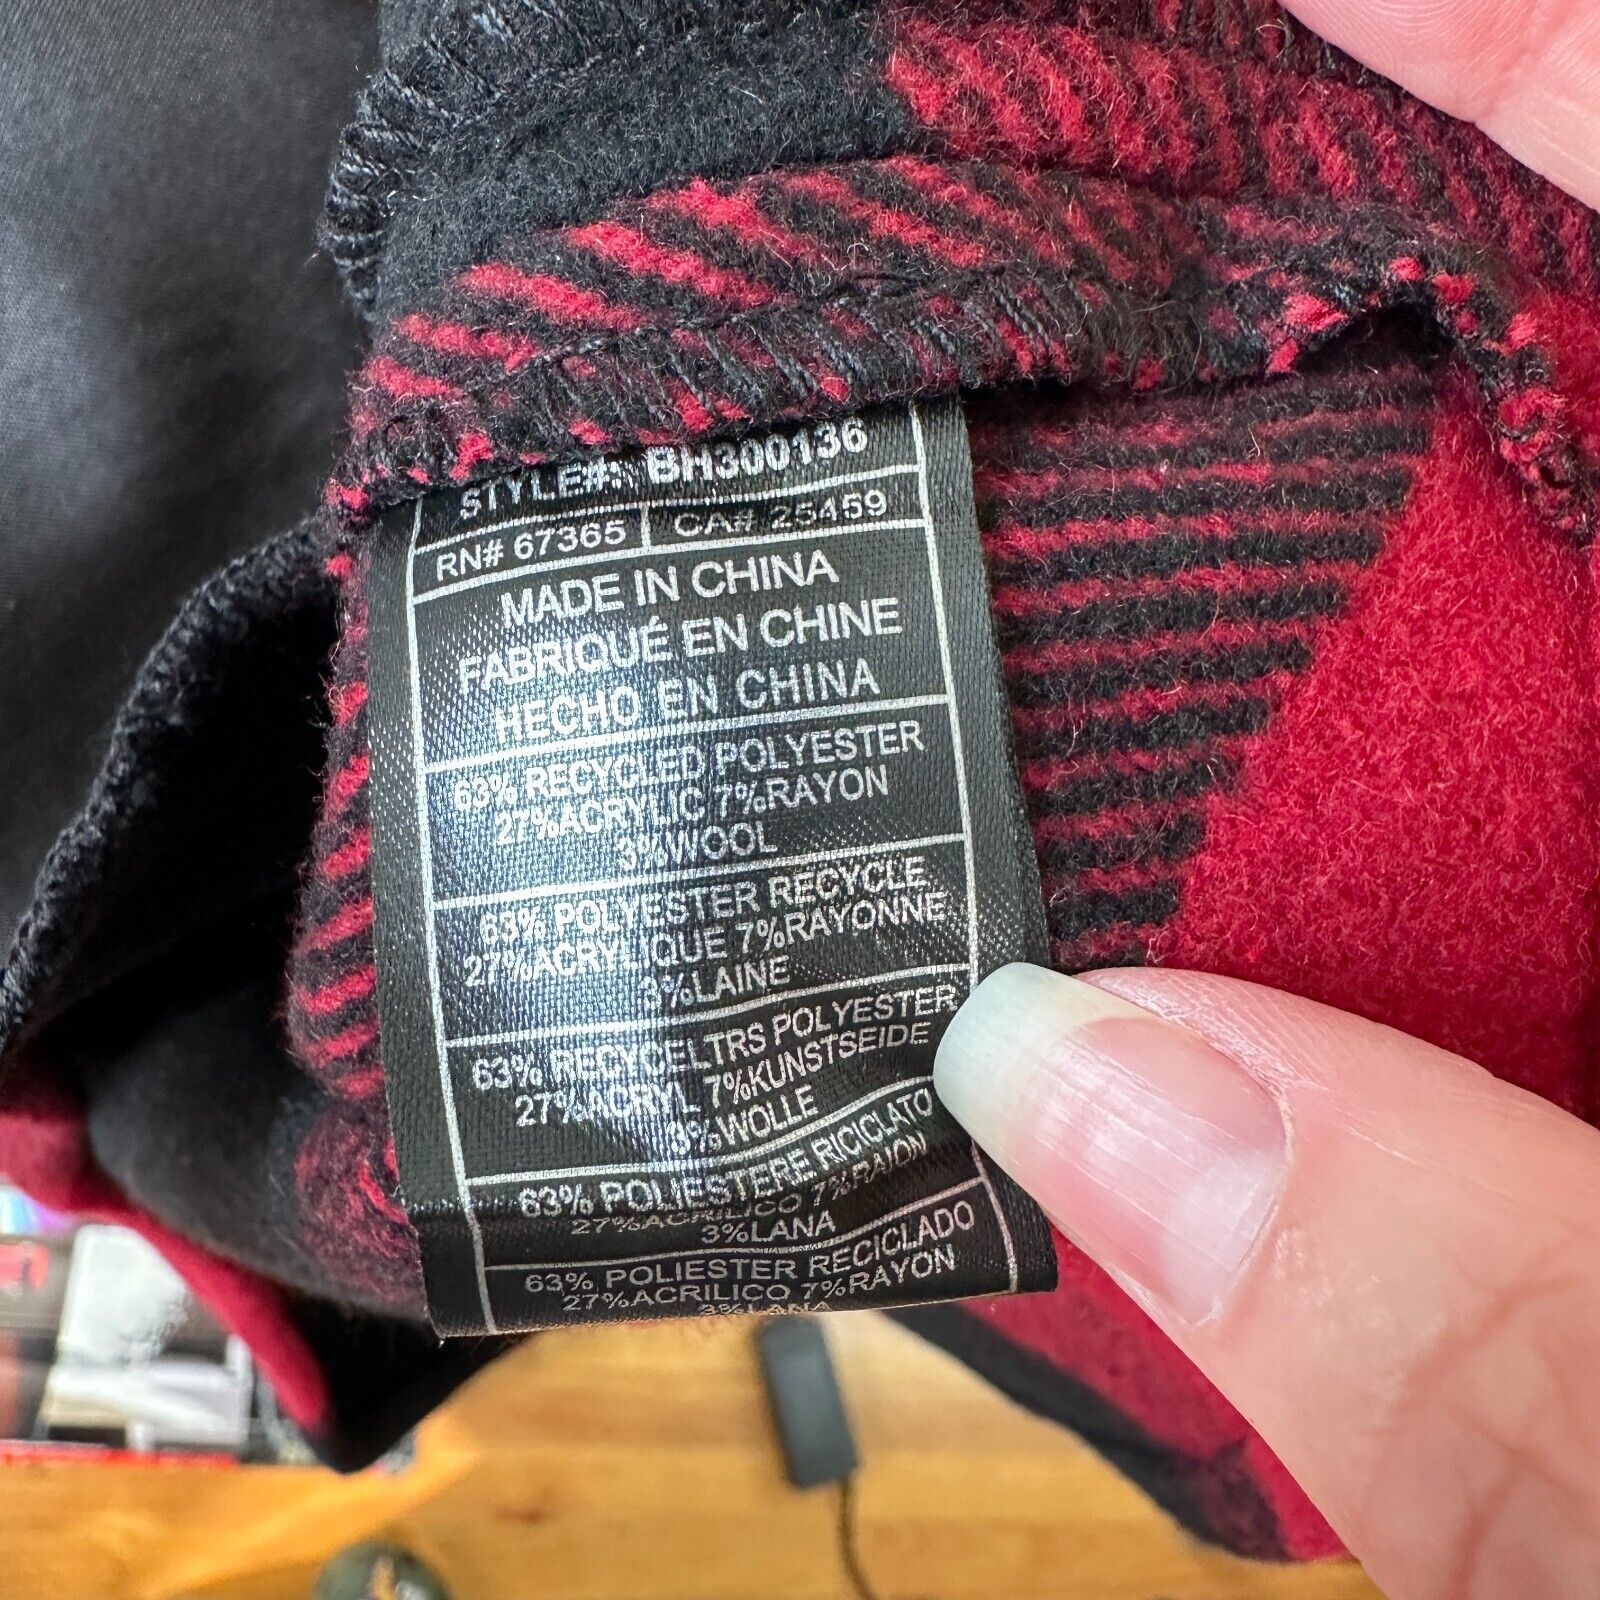 STYLE#: BH300136
RN# 67365 CA# 25459
MADE IN CHINA
FABRIQUÉ EN CHINE
HECHO EN CHINA
63% RECYCLED POLYESTER
27%ACRYLIC 7%RAYON
3%WOOL
63% POLYESTER RECYCLE
27%ACRYLIQUE 7%RAYONNE
3%LAINE
63% RECYCELTRS POLYESTER
27%ACRYL 7%KUNSTSEIDE
3%WOLLE
63% POLIESTERE RICICLATO
27%ACRILICO 7%RAION
3%LANA
63% POLIESTER RECICLADO
27%ACRILICO 7%RAYON
3%LANA